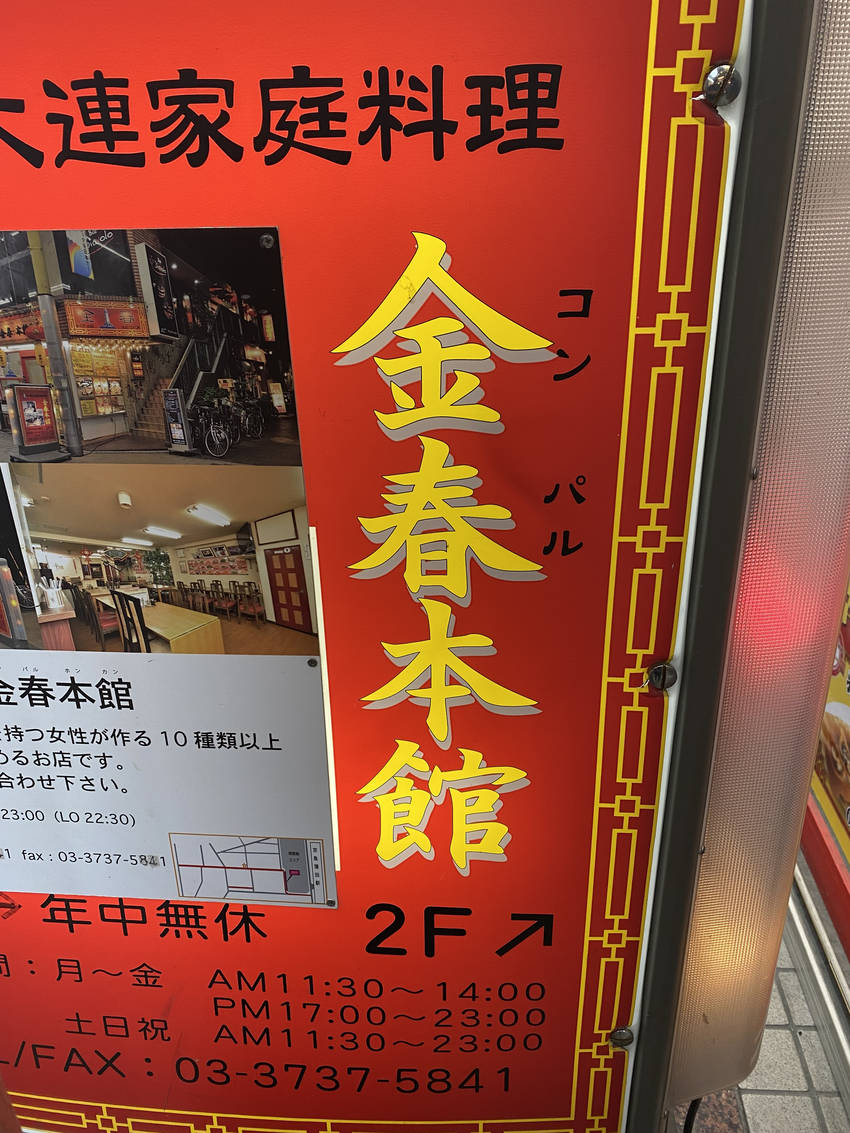 大連家庭料理
金春本館
コンパル
金春本館
持つ女性が作る10種類以上
めるお店です。
合わせ下さい。
23:00 (LO 22:30)
1 fax : 03-3737-5841
年中無休
2F↗
間:月〜金 AM11:30〜14:00
PM17:00〜23:00
土日祝 AM11:30〜23:00
L/FAX:03-3737-5841